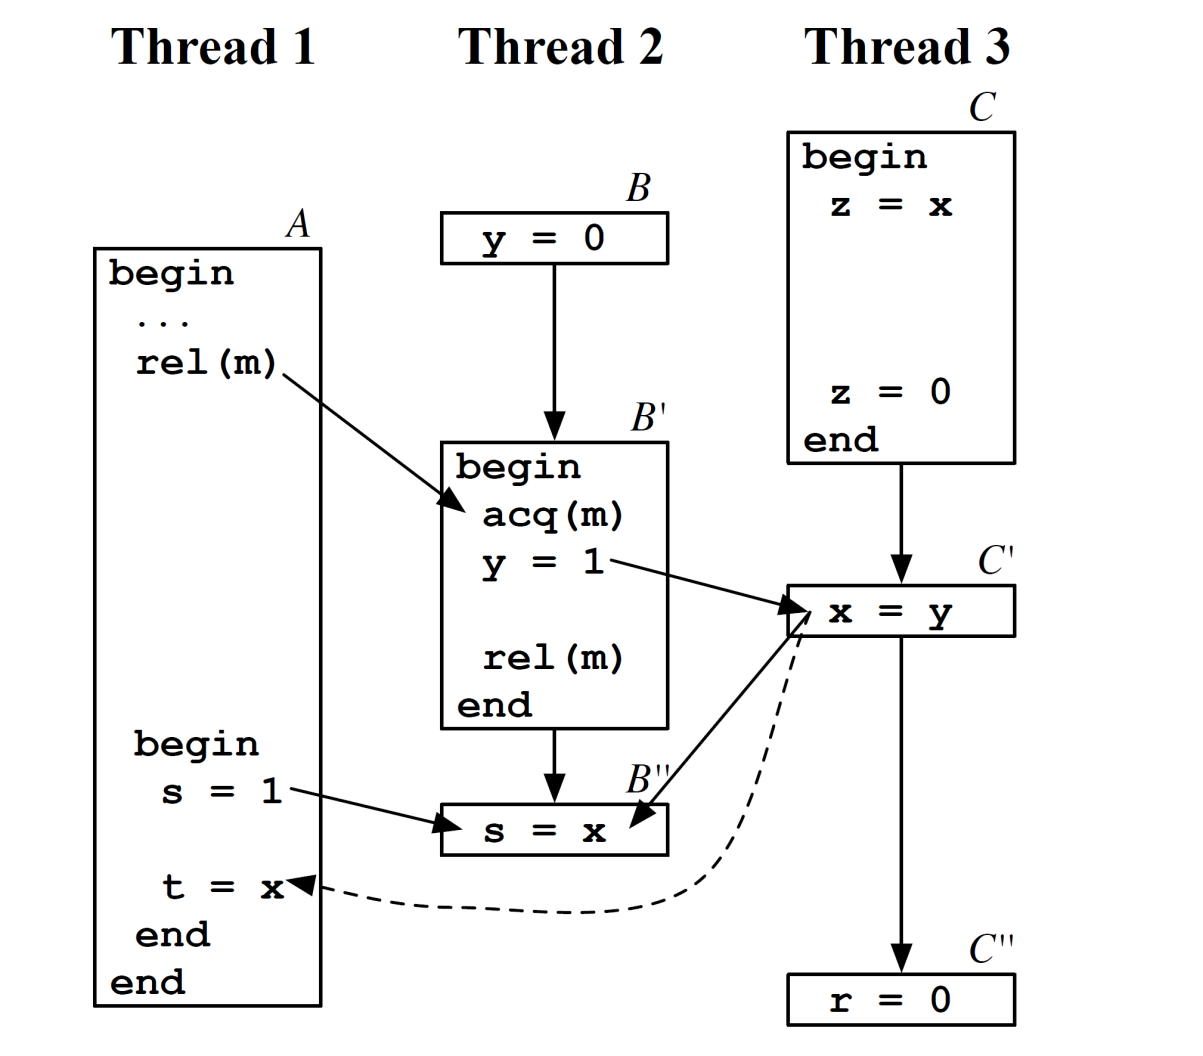 Thread 1
Thread 2
Thread 3
A
begin
...
rel(m)
begin
s = 1
t = x
end
end
B
y = 0
B'
begin
acq(m)
y = 1
rel(m)
end
B''
s = x
C
begin
z = x
z = 0
end
C'
x = y
C''
r = 0